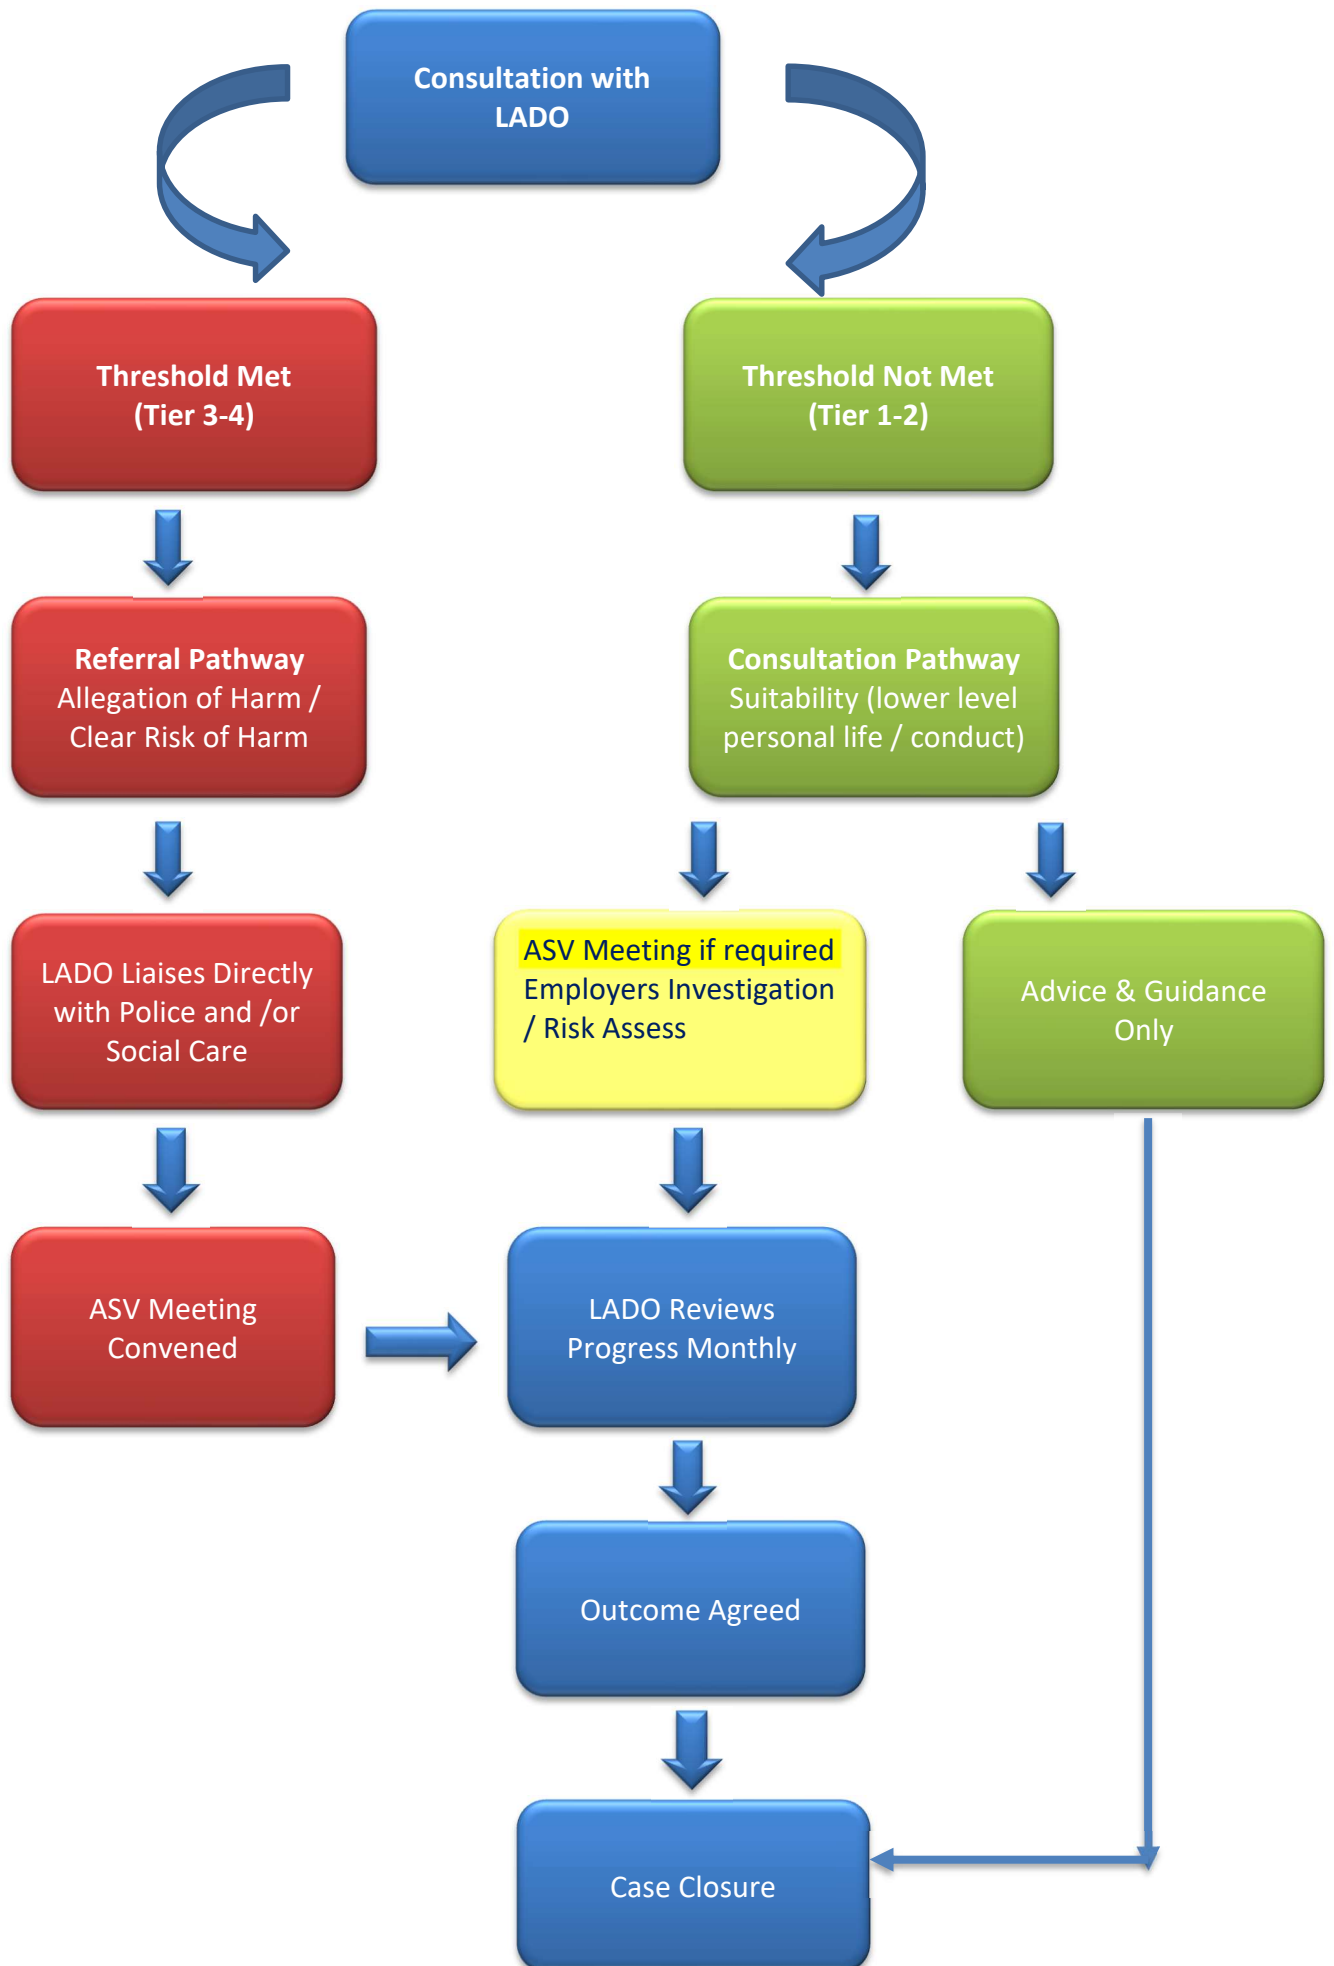 Consultation with
LADO
Threshold Met
(Tier 3-4)
Threshold Not Met
(Tier 1-2)
Referral Pathway
Allegation of Harm /
Clear Risk of Harm
Consultation Pathway
Suitability (lower level
personal life / conduct)
LADO Liaises Directly
with Police and /or
Social Care
ASV Meeting if required
Employers Investigation
/ Risk Assess
Advice & Guidance
Only
ASV Meeting
Convened
LADO Reviews
Progress Monthly
Outcome Agreed
Case Closure